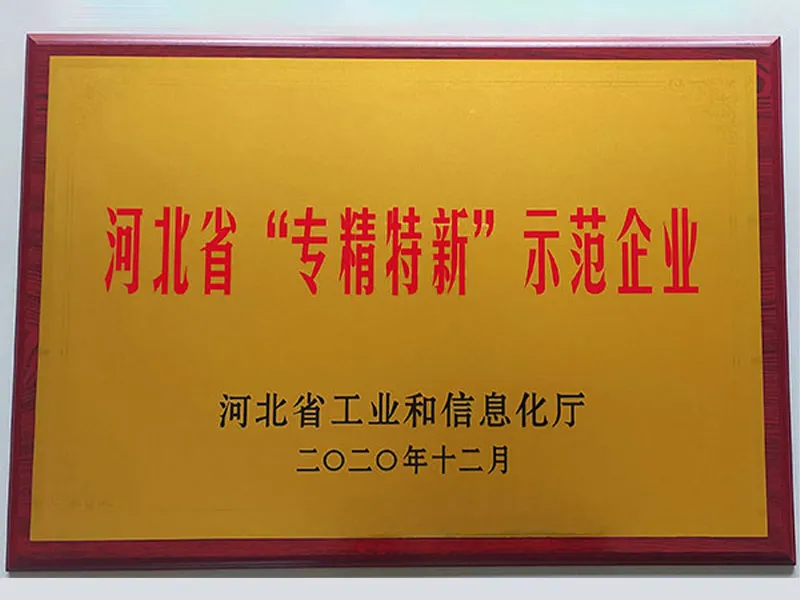 河北省“专精特新”示范企业
河北省工业和信息化厅
二〇二〇年十二月